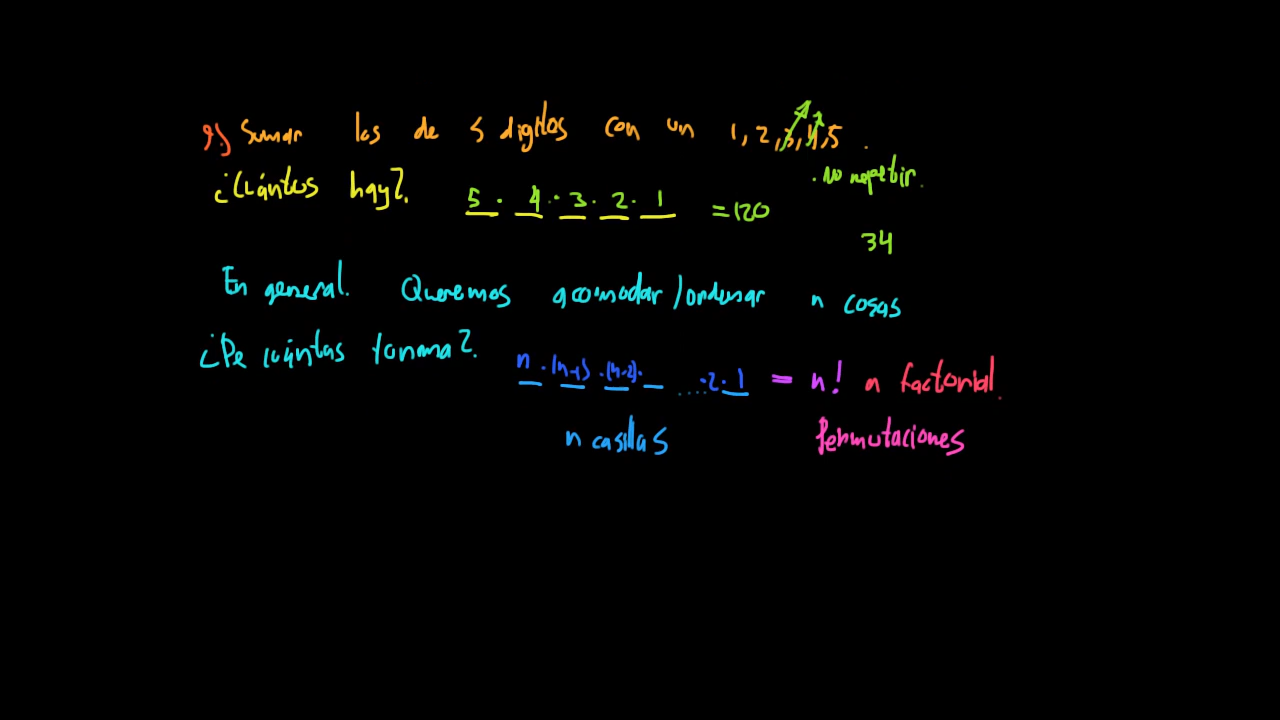 9.) Sumar los de 5 digitos con un 1, 2, 3, 4, 5 .
. No repetir.
¿Cuántos hay?. 5 · 4 · 3 · 2 · 1 = 120
34
En general. Queremos acomodar/ordenar n cosas
¿De cuántas forma?. n · (n-1) · (n-2) · .... · 2 · 1 = n! n factorial.
n casillas Permutaciones